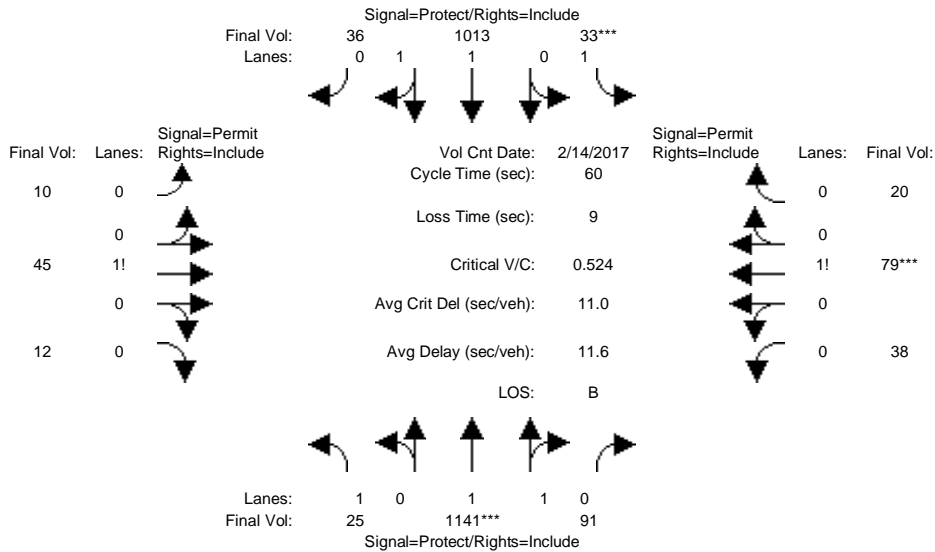 Signal=Protect/Rights=Include
Final Vol: 36 1013 33***
Lanes: 0 1 1 0 1
Signal=Permit Signal=Permit
Final Vol: Lanes: Rights=Include Vol Cnt Date: 2/14/2017 Rights=Include Lanes: Final Vol:
Cycle Time (sec): 60
10 0 0 20
Loss Time (sec): 9
0 0
45 1! Critical V/C: 0.524 1! 79***
0 Avg Crit Del (sec/veh): 11.0 0
12 0 Avg Delay (sec/veh): 11.6 0 38
LOS: B
Lanes: 1 0 1 1 0
Final Vol: 25 1141*** 91
Signal=Protect/Rights=Include